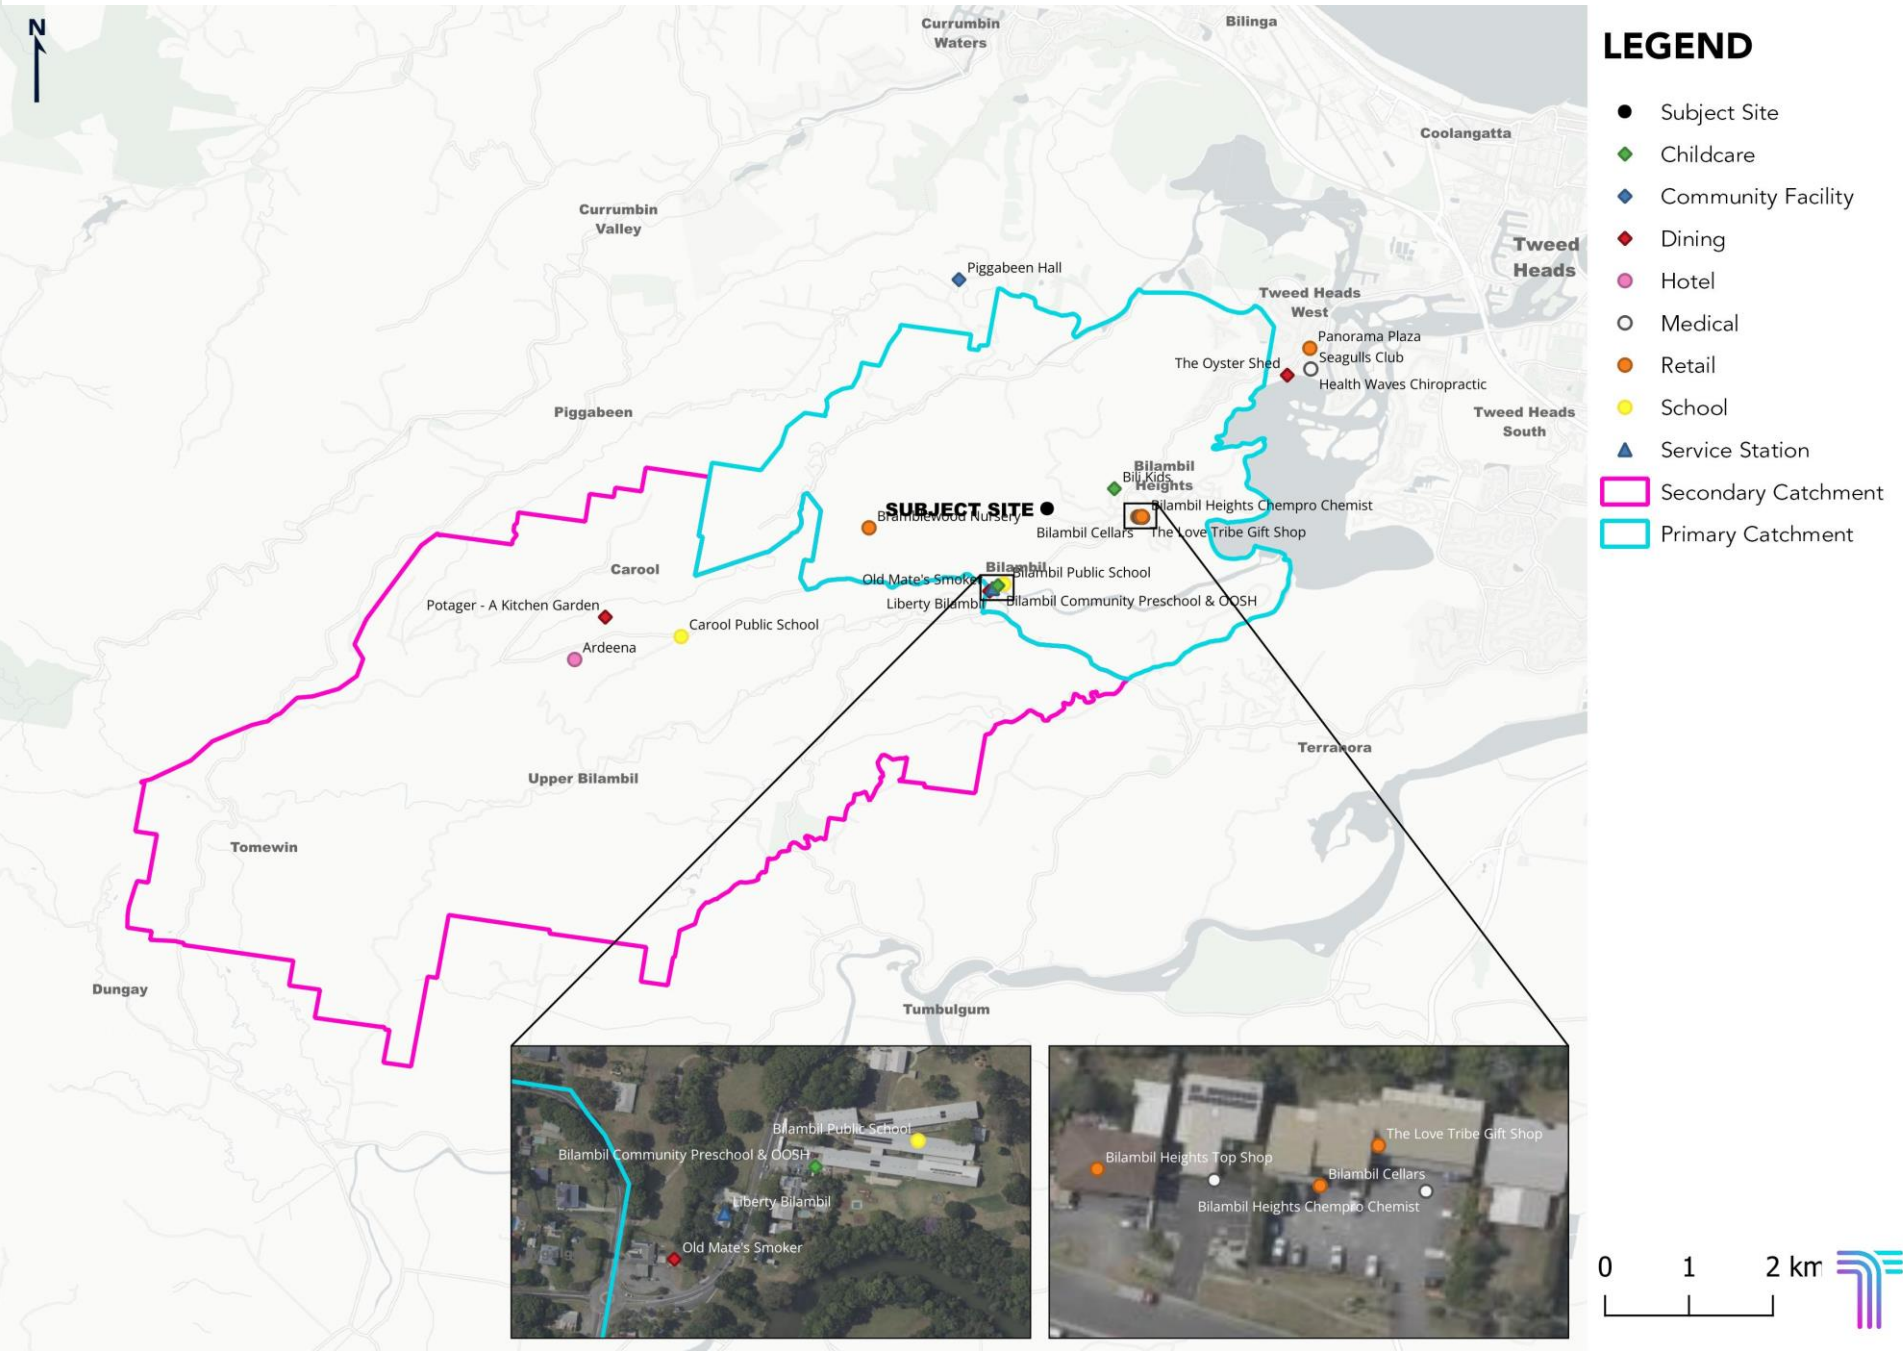 N
Currumbin
Waters
Bilinga
Coolangatta
Currumbin
Valley
Tweed
Heads
Piggabeen Hall
Tweed Heads
West
Panorama Plaza
Seagulls Club
The Oyster Shed
Health Waves Chiropractic
Piggabeen
Tweed Heads
South
Bilambil
Heights
Bili Kids
SUBJECT SITE
Bramblewood Nursery
Bilambil Heights Chempro Chemist
Bilambil Cellars
The Love Tribe Gift Shop
Carool
Bilambil
Old Mate's Smoker
Bilambil Public School
Liberty Bilambil
Bilambil Community Preschool & OOSH
Potager - A Kitchen Garden
Carool Public School
Ardeena
Terranora
Upper Bilambil
Tomewin
Dungay
Tumbulgum
Bilambil Public School
Bilambil Community Preschool & OOSH
Liberty Bilambil
Old Mate's Smoker
The Love Tribe Gift Shop
Bilambil Heights Top Shop
Bilambil Cellars
Bilambil Heights Chempro Chemist
LEGEND
Subject Site
Childcare
Community Facility
Dining
Hotel
Medical
Retail
School
Service Station
Secondary Catchment
Primary Catchment
0 1 2 km